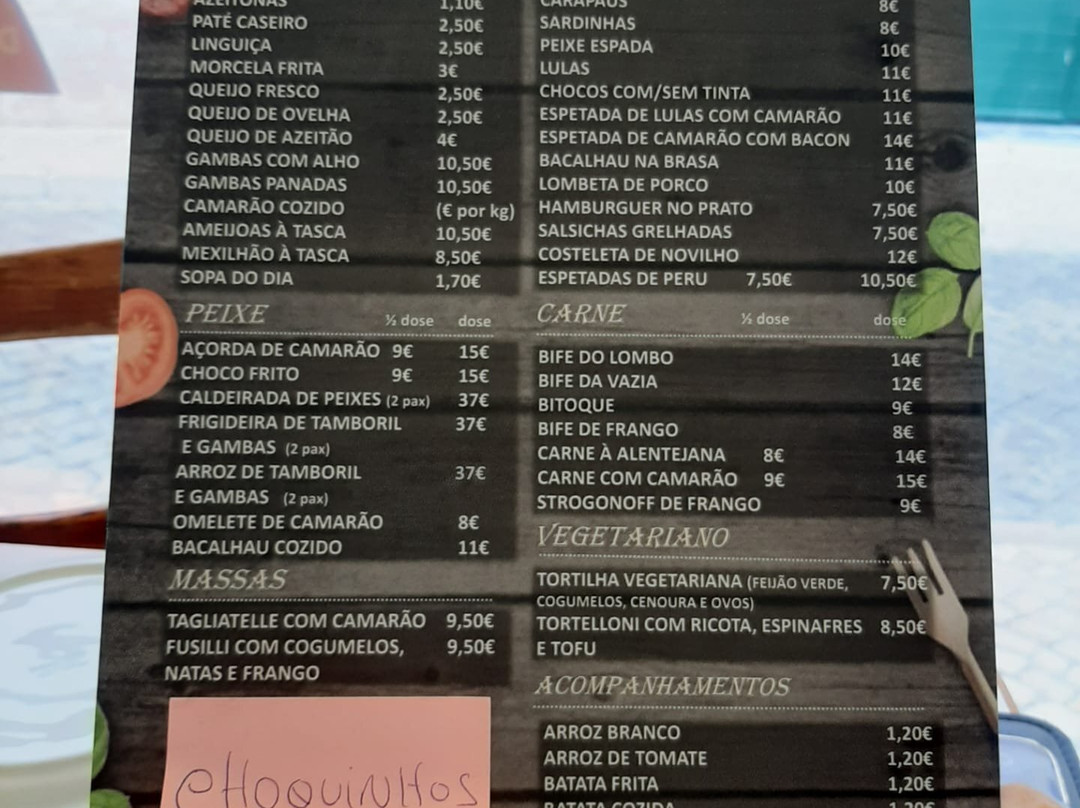 AZEITONAS 1,10€
PATÉ CASEIRO 2,50€
LINGUIÇA 2,50€
MORCELA FRITA 3€
QUEIJO FRESCO 2,50€
QUEIJO DE OVELHA 2,50€
QUEIJO DE AZEITÃO 4€
GAMBAS COM ALHO 10,50€
GAMBAS PANADAS 10,50€
CAMARÃO COZIDO (€ por kg)
AMEIJOAS À TASCA 10,50€
MEXILHÃO À TASCA 8,50€
SOPA DO DIA 1,70€
PEIXE ½ dose dose
AÇORDA DE CAMARÃO 9€ 15€
CHOCO FRITO 9€ 15€
CALDEIRADA DE PEIXES (2 pax) 37€
FRIGIDEIRA DE TAMBORIL 37€
E GAMBAS (2 pax)
ARROZ DE TAMBORIL 37€
E GAMBAS (2 pax)
OMELETE DE CAMARÃO 8€
BACALHAU COZIDO 11€
MASSAS
TAGLIATELLE COM CAMARÃO 9,50€
FUSILLI COM COGUMELOS, 9,50€
NATAS E FRANGO
CHOQUINHOS
CARAPAUS 8€
SARDINHAS 8€
PEIXE ESPADA 10€
LULAS 11€
CHOCOS COM/SEM TINTA 11€
ESPETADA DE LULAS COM CAMARÃO 11€
ESPETADA DE CAMARÃO COM BACON 14€
BACALHAU NA BRASA 11€
LOMBETA DE PORCO 10€
HAMBURGUER NO PRATO 7,50€
SALSICHAS GRELHADAS 7,50€
COSTELETA DE NOVILHO 12€
ESPETADAS DE PERU 7,50€ 10,50€
CARNE ½ dose dose
BIFE DO LOMBO 14€
BIFE DA VAZIA 12€
BITOQUE 9€
BIFE DE FRANGO 8€
CARNE À ALENTEJANA 8€ 14€
CARNE COM CAMARÃO 9€ 15€
STROGONOFF DE FRANGO 9€
VEGETARIANO
TORTILHA VEGETARIANA (FEIJÃO VERDE, 7,50€
COGUMELOS, CENOURA E OVOS)
TORTELLONI COM RICOTA, ESPINAFRES 8,50€
E TOFU
ACOMPANHAMENTOS
ARROZ BRANCO 1,20€
ARROZ DE TOMATE 1,20€
BATATA FRITA 1,20€
BATATA COZIDA 1,20€